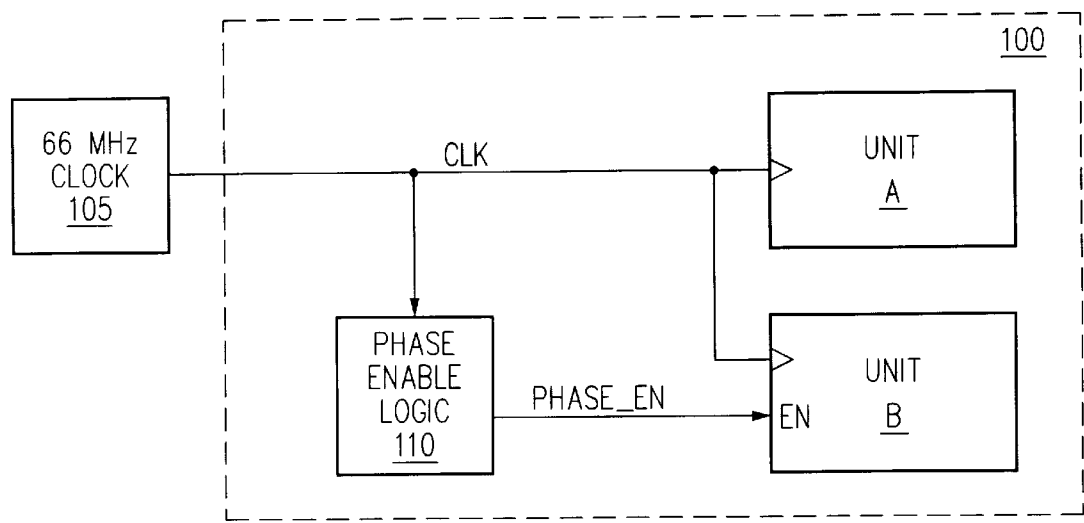 100
66 MHz
CLOCK
105
CLK
UNIT
A
PHASE
ENABLE
LOGIC
110
PHASE_EN
EN
UNIT
B